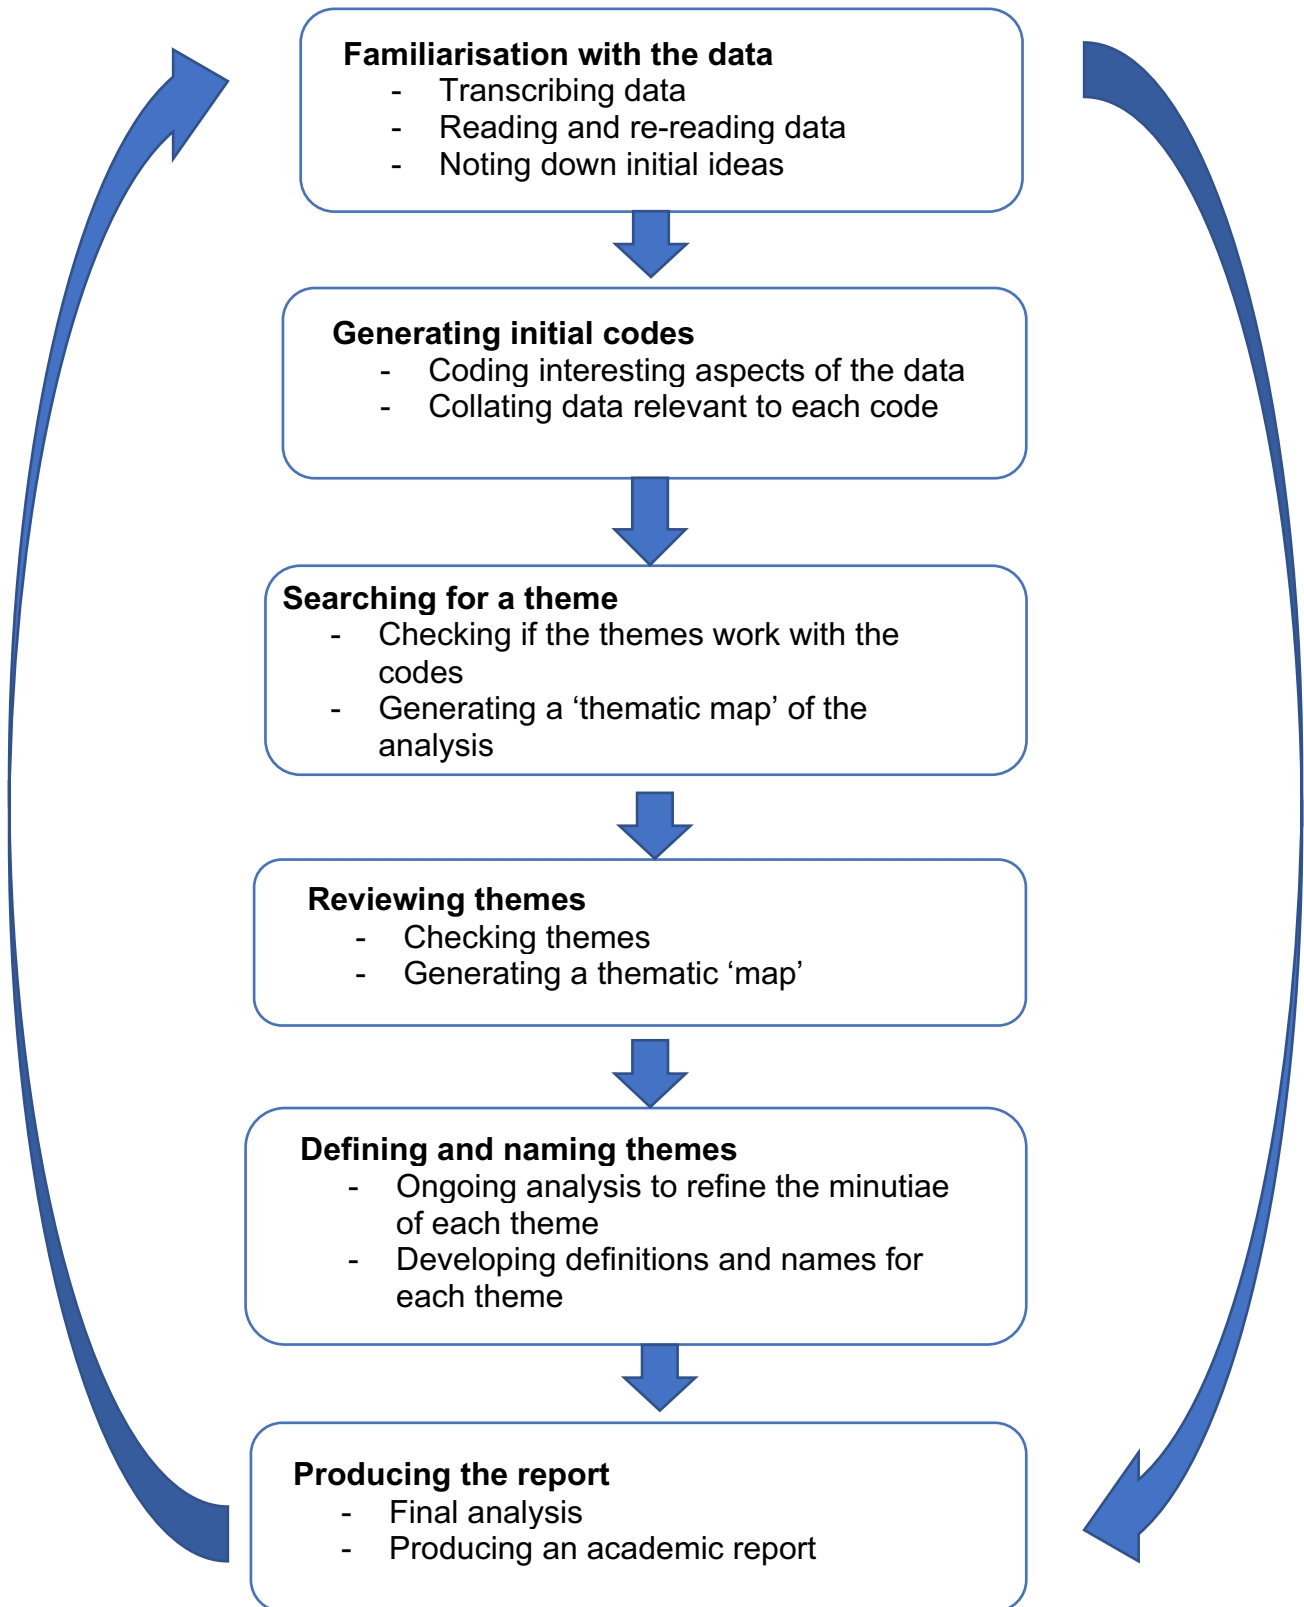 Familiarisation with the data
- Transcribing data
- Reading and re-reading data
- Noting down initial ideas
Generating initial codes
- Coding interesting aspects of the data
- Collating data relevant to each code
Searching for a theme
- Checking if the themes work with the
codes
- Generating a ‘thematic map’ of the
analysis
Reviewing themes
- Checking themes
- Generating a thematic ‘map’
Defining and naming themes
- Ongoing analysis to refine the minutiae
of each theme
- Developing definitions and names for
each theme
Producing the report
- Final analysis
- Producing an academic report